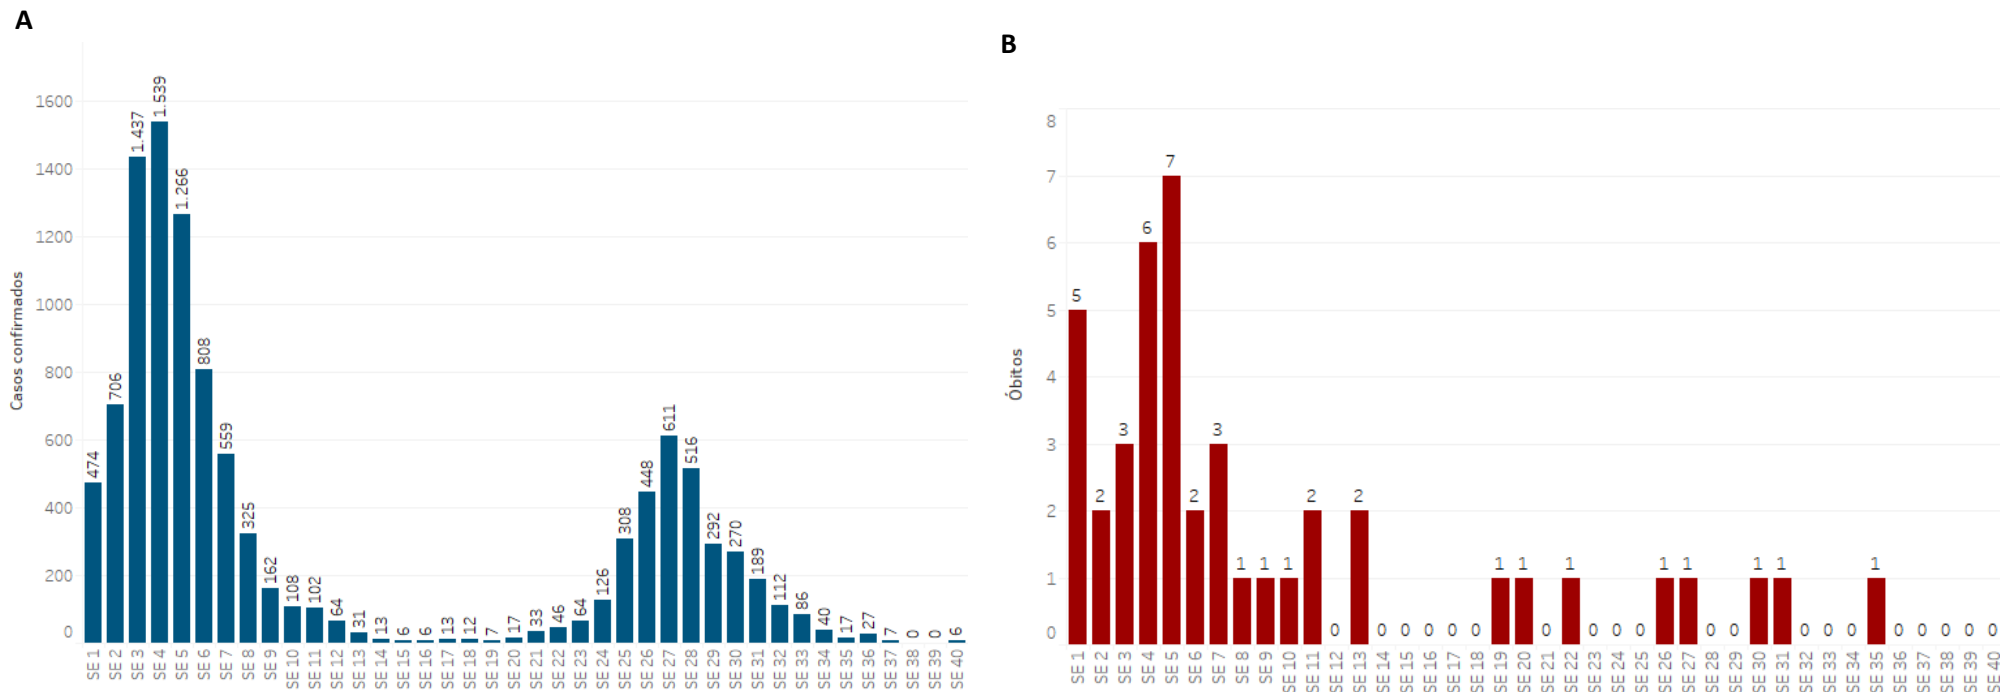 A
Casos confirmados
1600
1400
1200
1000
800
600
400
200
0
474
706
1.437
1.539
1.266
808
559
325
162
108
102
64
31
13
6
6
13
12
7
17
33
46
64
126
308
448
611
516
292
270
189
112
86
40
17
27
7
0
0
6
SE 1
SE 2
SE 3
SE 4
SE 5
SE 6
SE 7
SE 8
SE 9
SE 10
SE 11
SE 12
SE 13
SE 14
SE 15
SE 16
SE 17
SE 18
SE 19
SE 20
SE 21
SE 22
SE 23
SE 24
SE 25
SE 26
SE 27
SE 28
SE 29
SE 30
SE 31
SE 32
SE 33
SE 34
SE 35
SE 36
SE 37
SE 38
SE 39
SE 40
B
Óbitos
8
7
6
5
4
3
2
1
0
5
2
3
6
7
2
3
1
1
1
2
0
2
0
0
0
0
0
1
1
0
1
0
0
0
1
1
0
0
1
1
0
0
0
1
0
0
0
0
0
SE 1
SE 2
SE 3
SE 4
SE 5
SE 6
SE 7
SE 8
SE 9
SE 10
SE 11
SE 12
SE 13
SE 14
SE 15
SE 16
SE 17
SE 18
SE 19
SE 20
SE 21
SE 22
SE 23
SE 24
SE 25
SE 26
SE 27
SE 28
SE 29
SE 30
SE 31
SE 32
SE 33
SE 34
SE 35
SE 36
SE 37
SE 38
SE 39
SE 40